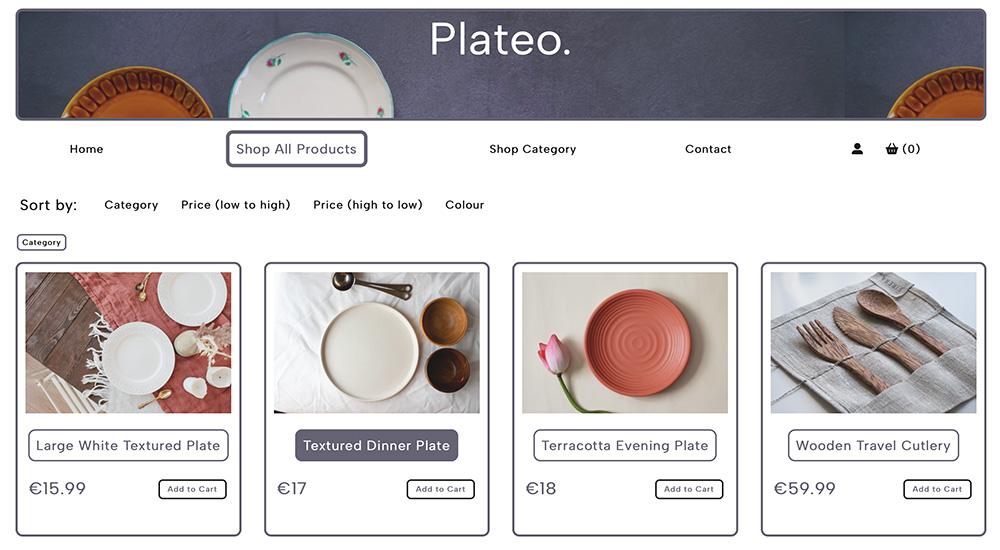 Plateo.
Home Shop All Products Shop Category Contact (0)
Sort by: Category Price (low to high) Price (high to low) Colour
Category
Large White Textured Plate
€15.99 Add to Cart
Textured Dinner Plate
€17 Add to Cart
Terracotta Evening Plate
€18 Add to Cart
Wooden Travel Cutlery
€59.99 Add to Cart